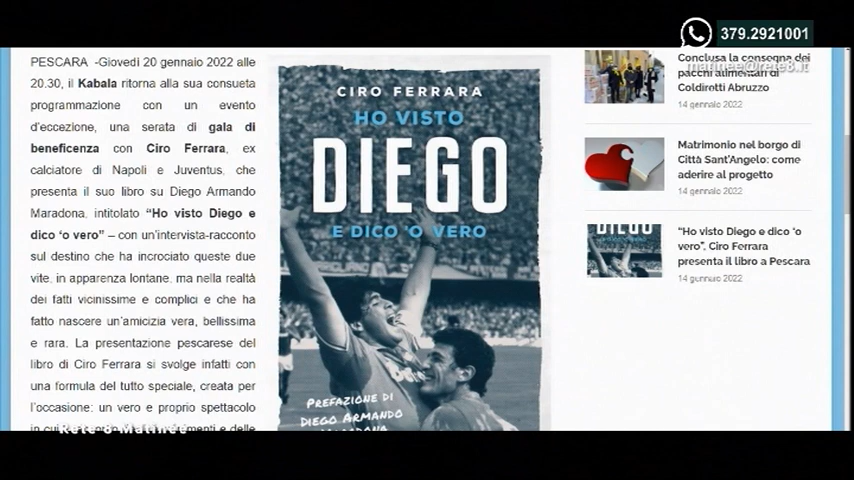 379.2921001
matinee@rete8.it
PESCARA -Giovedì 20 gennaio 2022 alle
20.30, il Kabala ritorna alla sua consueta
programmazione con un evento
d'eccezione, una serata di gala di
beneficenza con Ciro Ferrara, ex
calciatore di Napoli e Juventus, che
presenta il suo libro su Diego Armando
Maradona, intitolato “Ho visto Diego e
dico ‘o vero” – con un'intervista-racconto
sul destino che ha incrociato queste due
vite, in apparenza lontane, ma nella realtà
dei fatti vicinissime e complici e che ha
fatto nascere un'amicizia vera, bellissima
e rara. La presentazione pescarese del
libro di Ciro Ferrara si svolge infatti con
una formula del tutto speciale, creata per
l'occasione: un vero e proprio spettacolo
Rete 8 Matinée
CIRO FERRARA
HO VISTO
DIEGO
E DICO 'O VERO
PREFAZIONE DI
DIEGO ARMANDO
MARADONA
Conclusa la consegna dei
pacchi alimentari di
Coldiretti Abruzzo
14 gennaio 2022
Matrimonio nel borgo di
Città Sant'Angelo: come
aderire al progetto
14 gennaio 2022
DIEGO
“Ho visto Diego e dico ‘o
vero”, Ciro Ferrara
presenta il libro a Pescara
14 gennaio 2022